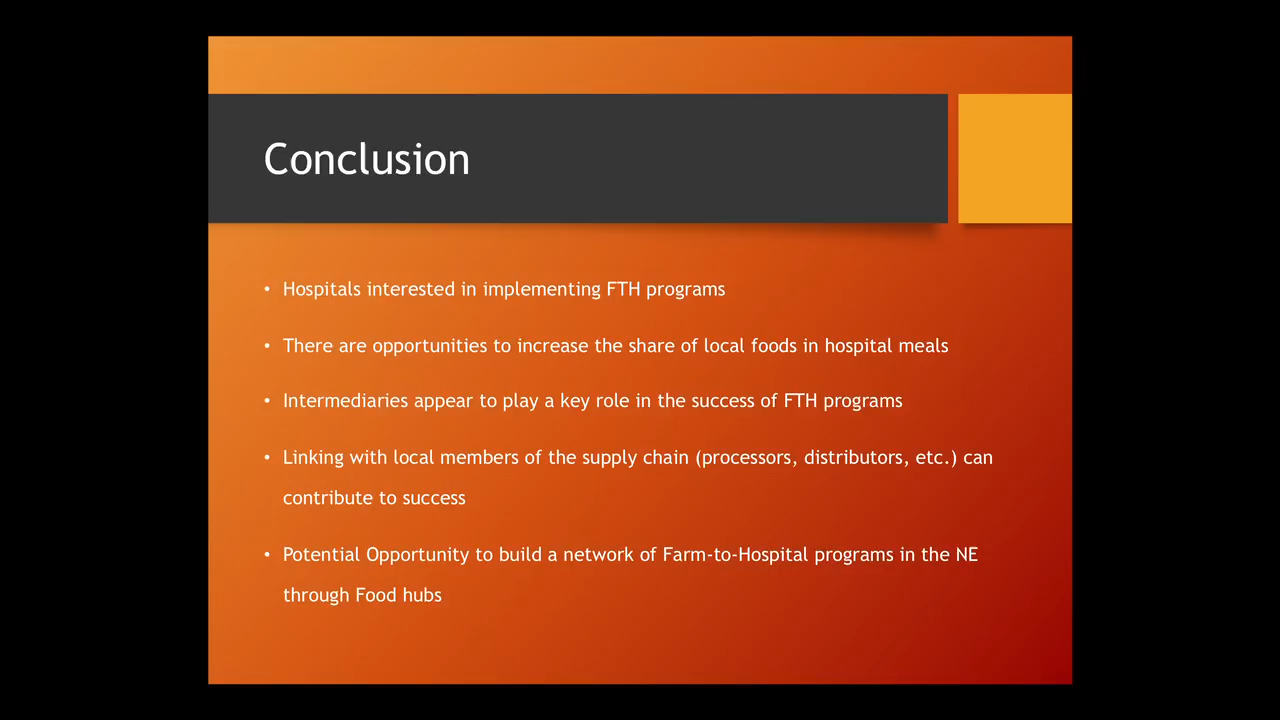 Conclusion
• Hospitals interested in implementing FTH programs
• There are opportunities to increase the share of local foods in hospital meals
• Intermediaries appear to play a key role in the success of FTH programs
• Linking with local members of the supply chain (processors, distributors, etc.) can
contribute to success
• Potential Opportunity to build a network of Farm-to-Hospital programs in the NE
through Food hubs